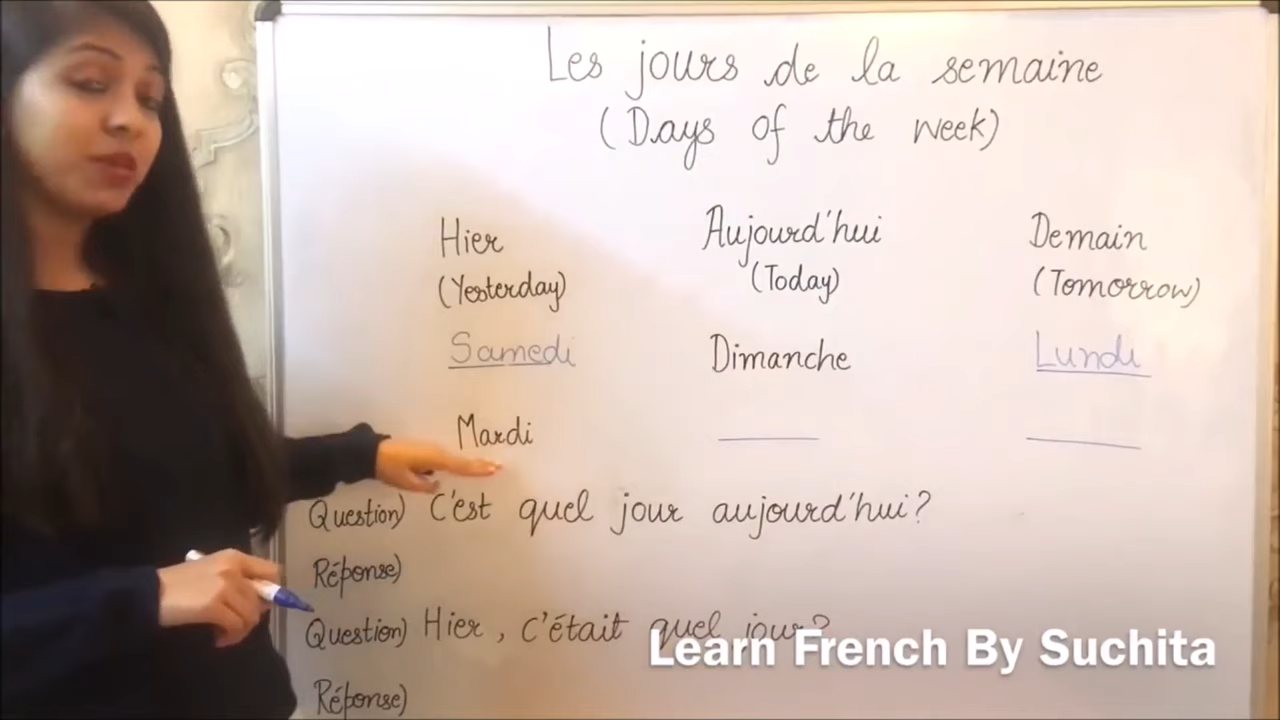 Les jours de la semaine
(Days of the week)
Hier Aujourd'hui Demain
(Yesterday) (Today) (Tomorrow)
Samedi Dimanche Lundi
Mardi
Question) C'est quel jour aujourd'hui?
Réponse)
Question) Hier, c'était quel jour?
Learn French By Suchita
Réponse)